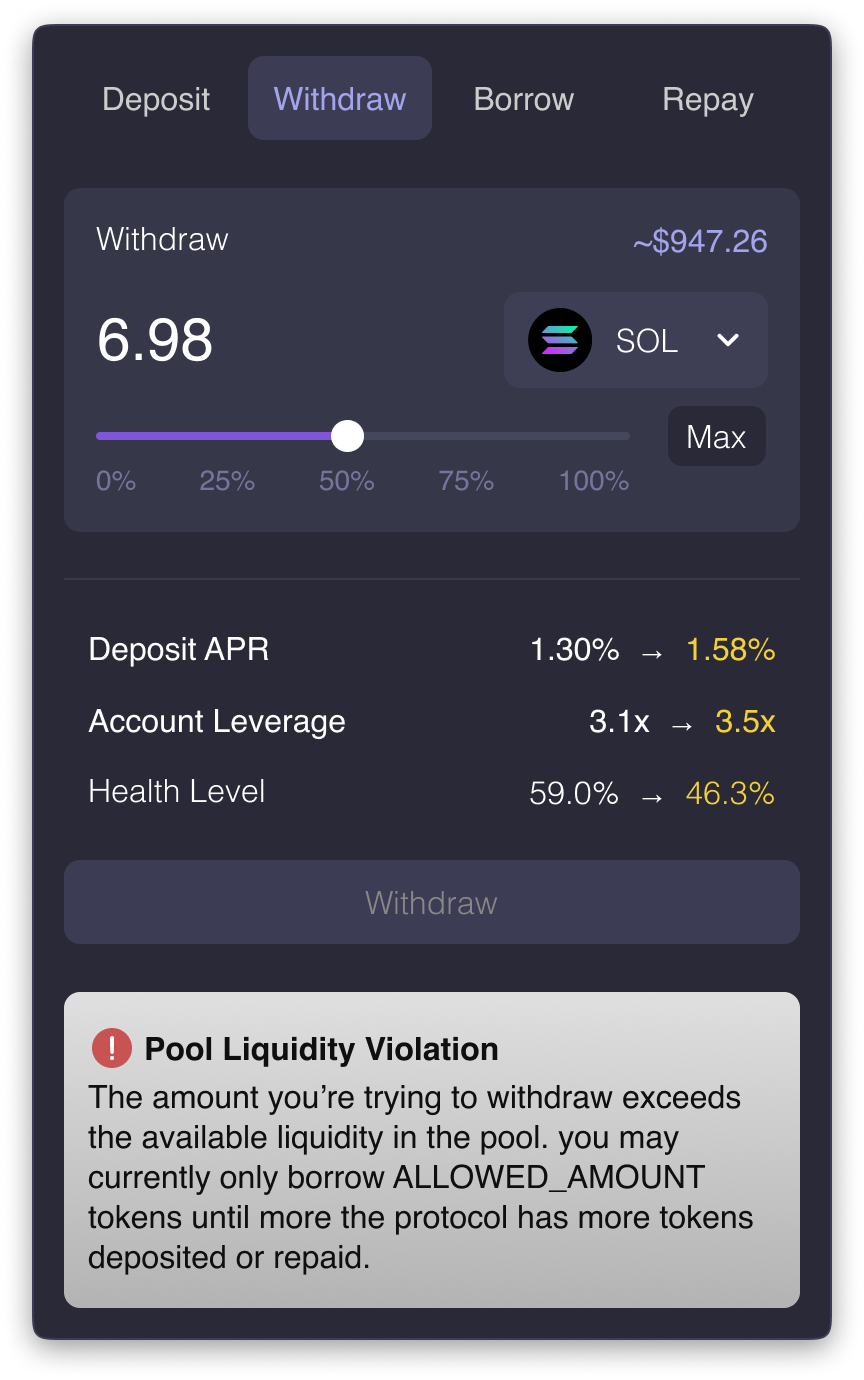 Deposit Withdraw Borrow Repay
Withdraw ~$947.26
6.98 SOL
Max
0% 25% 50% 75% 100%
Deposit APR 1.30% → 1.58%
Account Leverage 3.1x → 3.5x
Health Level 59.0% → 46.3%
Withdraw
! Pool Liquidity Violation
The amount you’re trying to withdraw exceeds
the available liquidity in the pool. you may
currently only borrow ALLOWED_AMOUNT
tokens until more the protocol has more tokens
deposited or repaid.